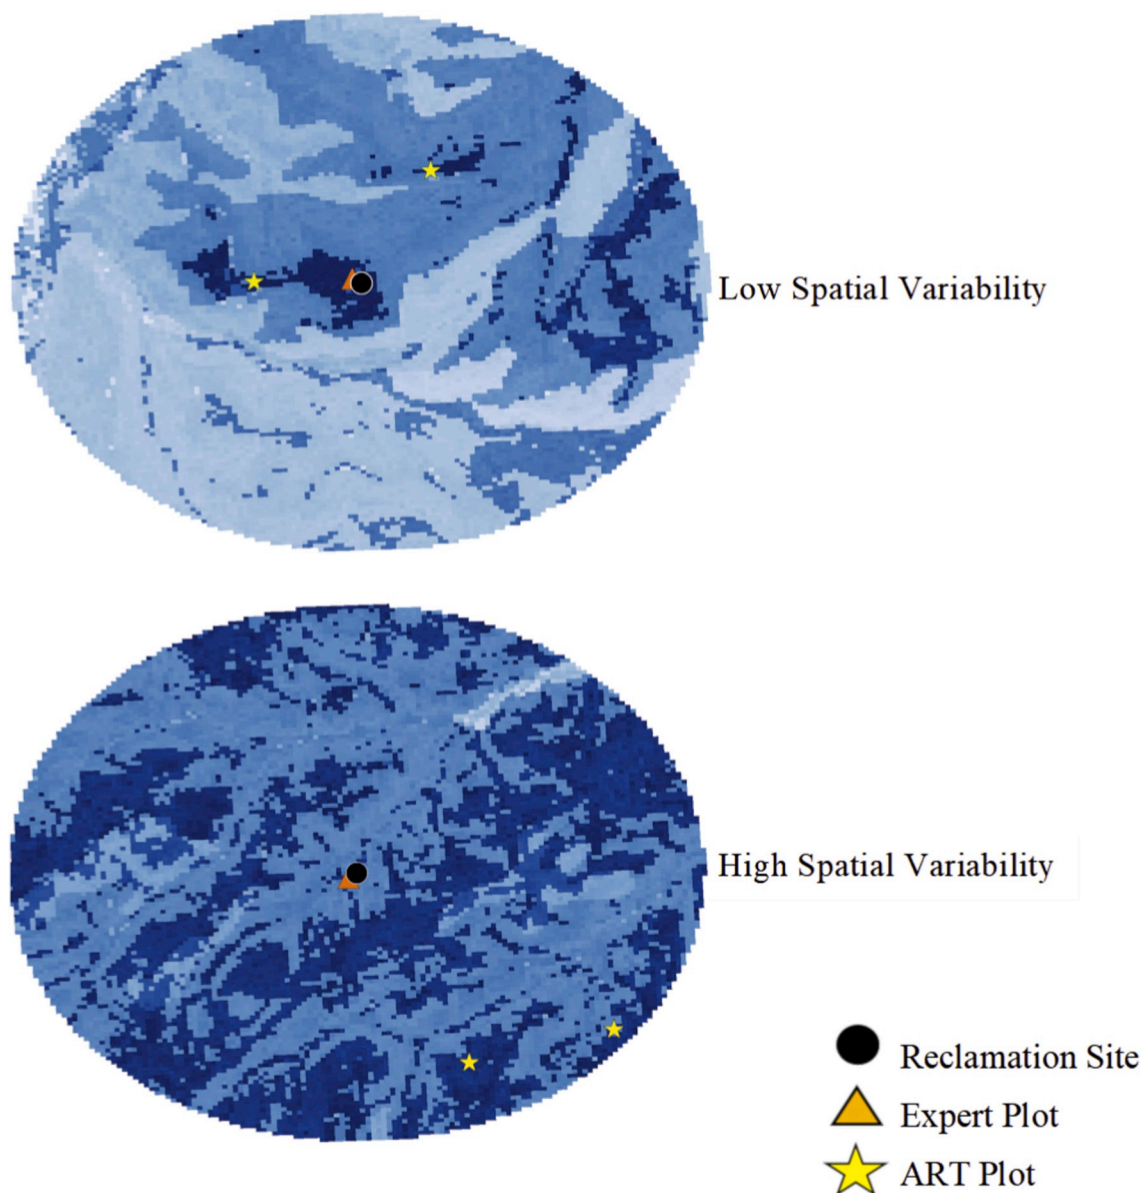 Low Spatial Variability
High Spatial Variability
Reclamation Site
Expert Plot
ART Plot